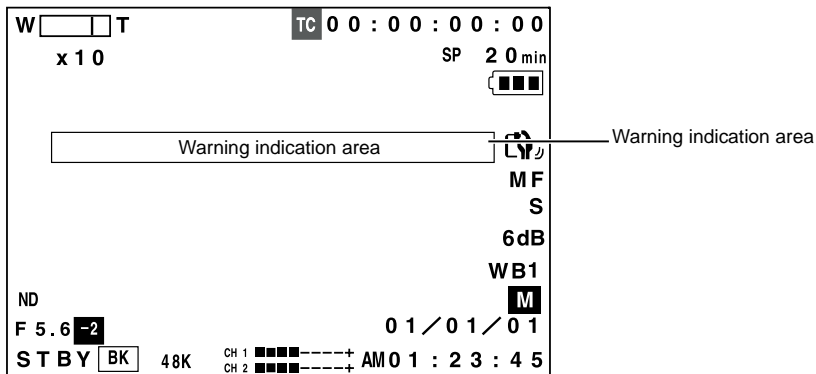 W T TC 00:00:00:00
x10 SP 20min
Warning indication area Warning indication area
MF
S
6dB
WB1
ND M
F5.6 -2 01/01/01
STBY BK 48K CH 1 ----+ AM01:23:45
CH 2 ----+